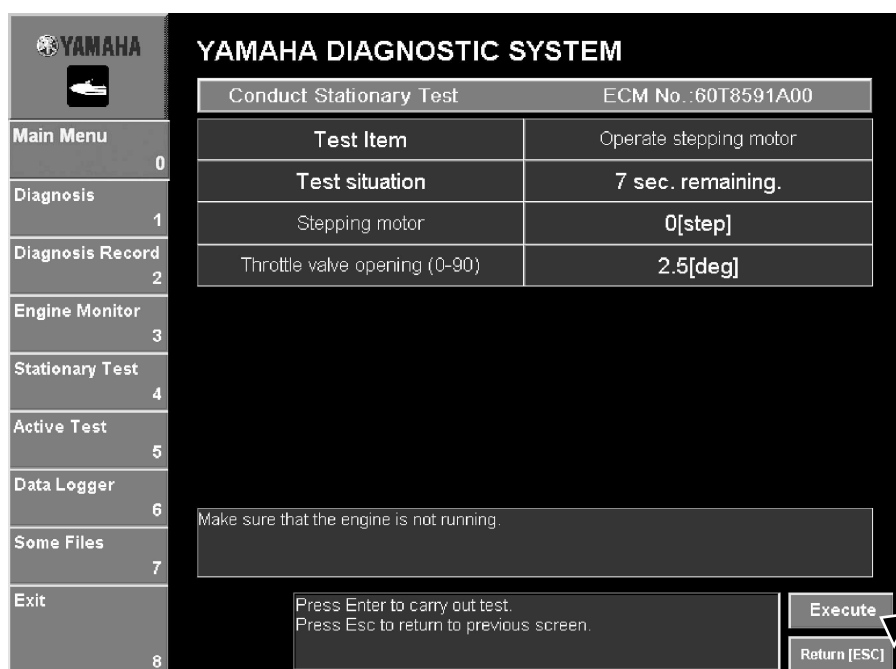 YAMAHA
YAMAHA DIAGNOSTIC SYSTEM
Conduct Stationary Test ECM No.:60T8591A00
Main Menu
0
Diagnosis
1
Diagnosis Record
2
Engine Monitor
3
Stationary Test
4
Active Test
5
Data Logger
6
Some Files
7
Exit
8
Test Item Operate stepping motor
Test situation 7 sec. remaining.
Stepping motor 0[step]
Throttle valve opening (0-90) 2.5[deg]
Make sure that the engine is not running.
Press Enter to carry out test.
Press Esc to return to previous screen.
Execute
Return [ESC]